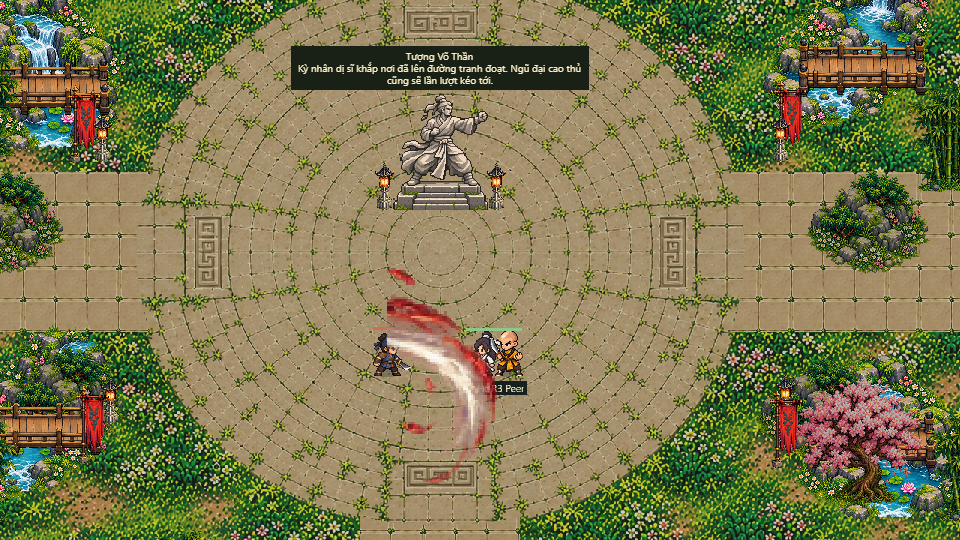 Tượng Võ Thần
Kỳ nhân dị sĩ khắp nơi đã lên đường tranh đoạt. Ngũ đại cao thủ
cũng sẽ lần lượt kéo tới.
Peer